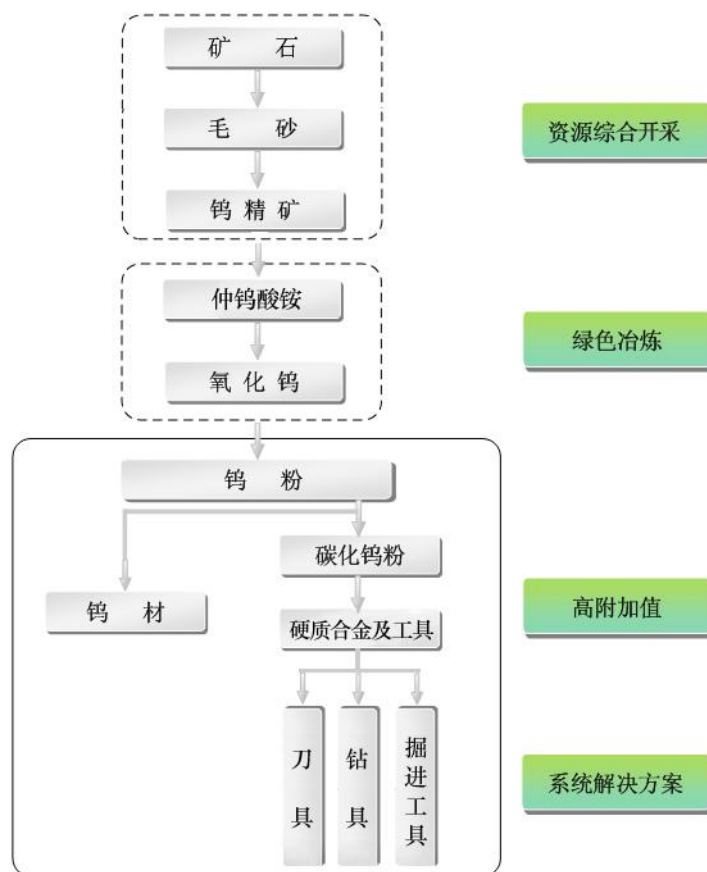 矿石
毛砂
资源综合开采
钨精矿
仲钨酸铵
绿色冶炼
氧化钨
钨粉
碳化钨粉
钨材
高附加值
硬质合金及工具
刀具
钻具
掘进工具
系统解决方案